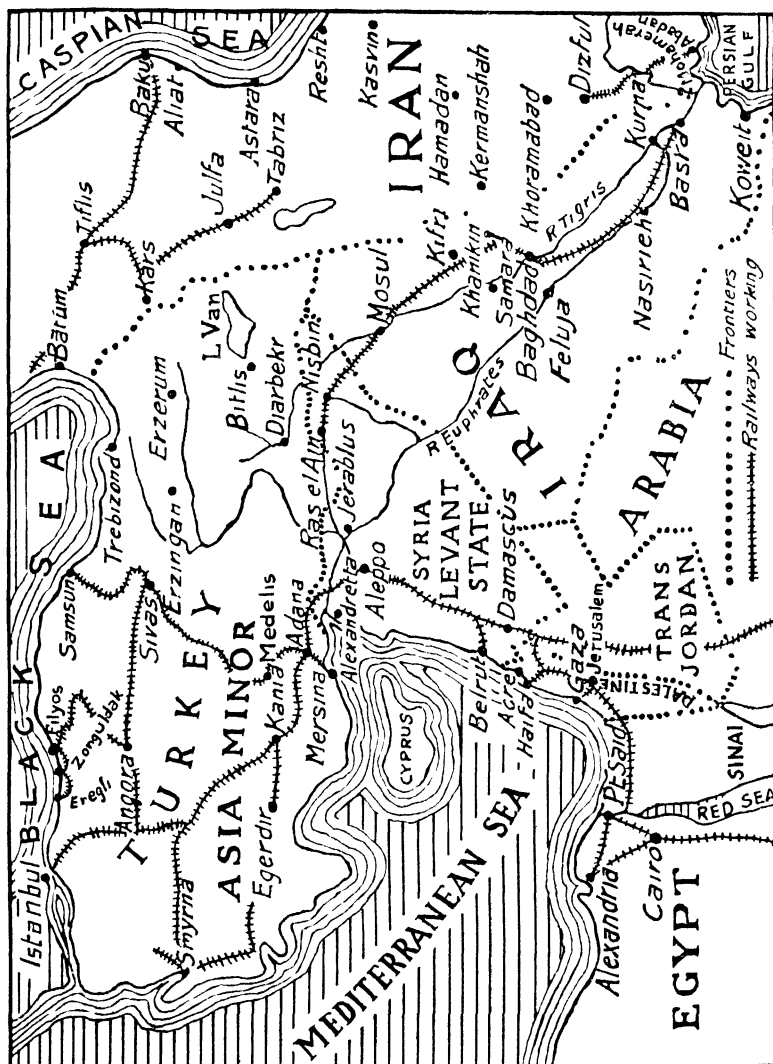 CASPIAN SEA
BLACK SEA
Istanbul
Eregli
Zonguldak
Filyos
Samsun
Trebizond
Batum
Tiflis
Baku
Aliat
Kars
Julfa
Astara
Tabriz
Resht
Kasvin
Angora
Sivas
Erzingan
Erzerum
L Van
Bitlis
Diarbekr
TURKEY
ASIA
MINOR
Smyrna
Egerdir
Kania
Medelis
Adana
Mersina
Alexandretta
Ras el Ain
Nisbin
Jerablus
Aleppo
Mosul
Kifri
IRAN
Hamadan
Kermanshah
Khanikin
Samara
Baghdad
Feluja
Khoramabad
Dizful
R Tigris
R Euphrates
IRAQ
Kurna
Mohamerah
Abadan
Basra
Nasirieh
PERSIAN
GULF
Koweit
CYPRUS
SYRIA
LEVANT
STATE
Damascus
Beirut
Acre
Haifa
Gaza
Jerusalem
PALESTINE
TRANS
JORDAN
ARABIA
MEDITERRANEAN SEA
Alexandria
PtSaid
Cairo
EGYPT
SINAI
RED SEA
Frontiers
Railways working